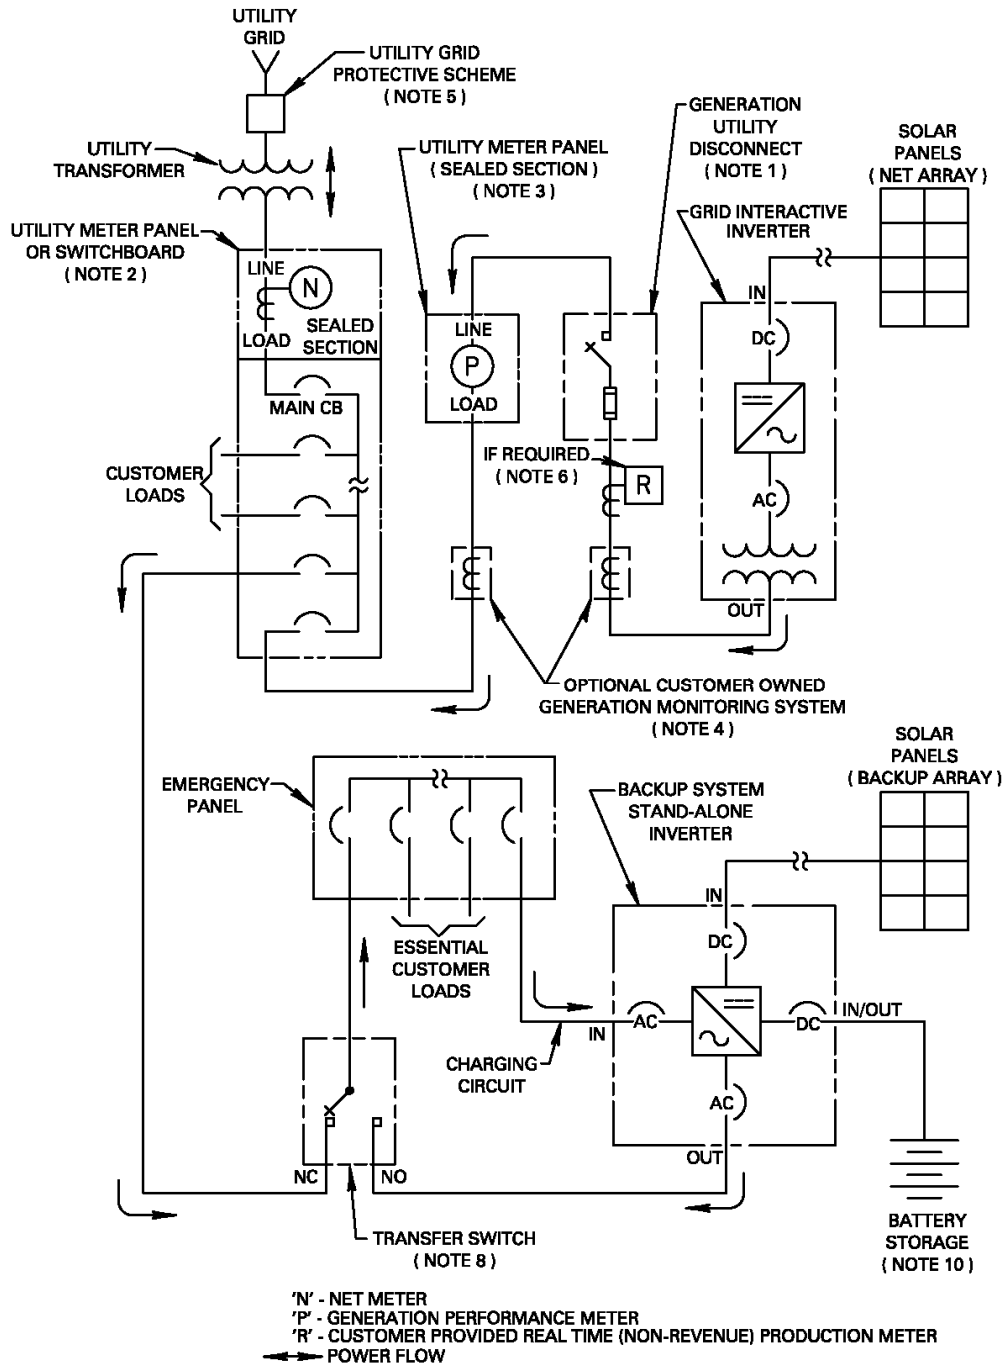 UTILITY
GRID
UTILITY GRID
PROTECTIVE SCHEME
( NOTE 5 )
UTILITY
TRANSFORMER
UTILITY METER PANEL
( SEALED SECTION )
( NOTE 3 )
GENERATION
UTILITY
DISCONNECT
( NOTE 1 )
SOLAR
PANELS
( NET ARRAY )
UTILITY METER PANEL
OR SWITCHBOARD
( NOTE 2 )
GRID INTERACTIVE
INVERTER
LINE
N
LOAD
SEALED
SECTION
MAIN CB
CUSTOMER
LOADS
LINE
P
LOAD
IF REQUIRED
( NOTE 6 )
R
IN
DC
AC
OUT
OPTIONAL CUSTOMER OWNED
GENERATION MONITORING SYSTEM
( NOTE 4 )
EMERGENCY
PANEL
BACKUP SYSTEM
STAND-ALONE
INVERTER
SOLAR
PANELS
( BACKUP ARRAY )
ESSENTIAL
CUSTOMER
LOADS
CHARGING
CIRCUIT
IN
DC
IN
AC
DC
IN/OUT
AC
OUT
NC
NO
TRANSFER SWITCH
( NOTE 8 )
BATTERY
STORAGE
( NOTE 10 )
'N' - NET METER
'P' - GENERATION PERFORMANCE METER
'R' - CUSTOMER PROVIDED REAL TIME (NON-REVENUE) PRODUCTION METER
POWER FLOW